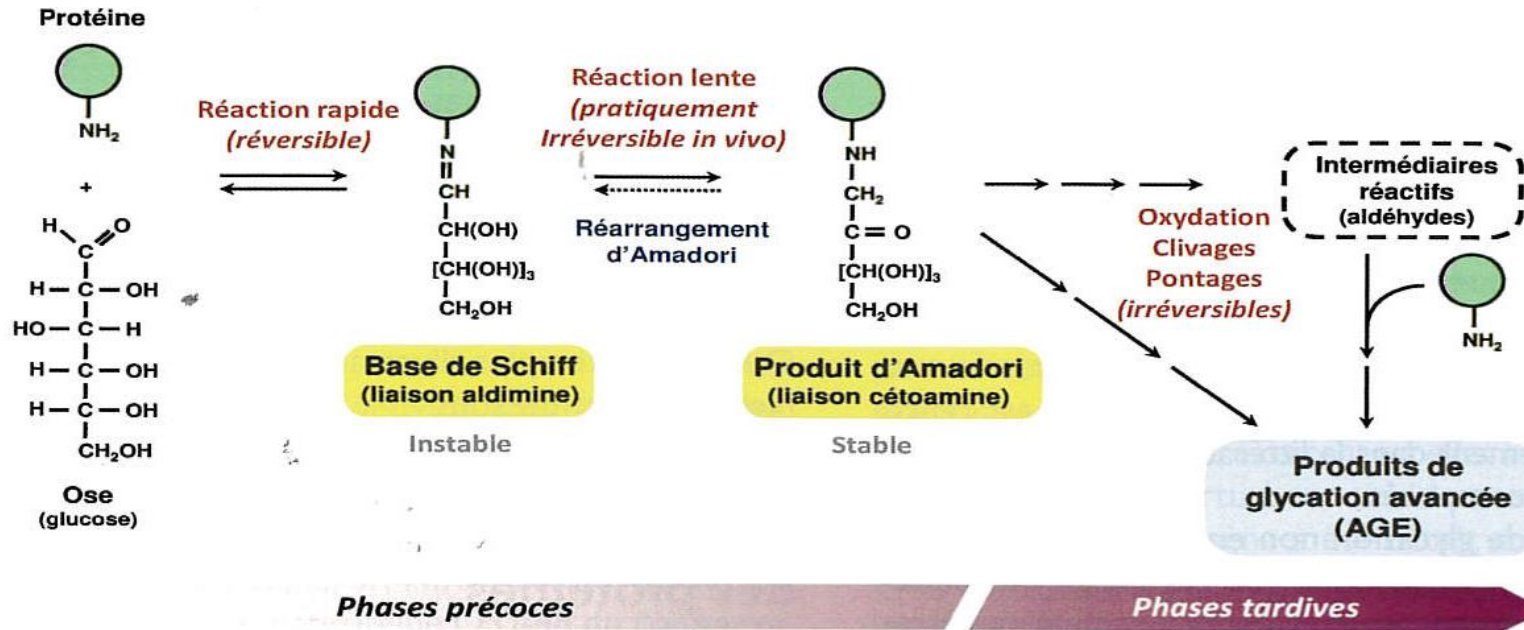 Protéine
NH₂
+
H
O
C
H–C–OH
HO–C–H
H–C–OH
H–C–OH
CH₂OH
Ose
(glucose)
Réaction rapide
(réversible)
N
CH
CH(OH)
[CH(OH)]₃
CH₂OH
Base de Schiff
(liaison aldimine)
Instable
Réaction lente
(pratiquement
Irréversible in vivo)
Réarrangement
d'Amadori
NH
CH₂
C=O
[CH(OH)]₃
CH₂OH
Produit d'Amadori
(liaison cétoamine)
Stable
Oxydation
Clivages
Pontages
(irréversibles)
Intermédiaires
réactifs
(aldéhydes)
NH₂
Produits de
glycation avancée
(AGE)
Phases précoces
Phases tardives